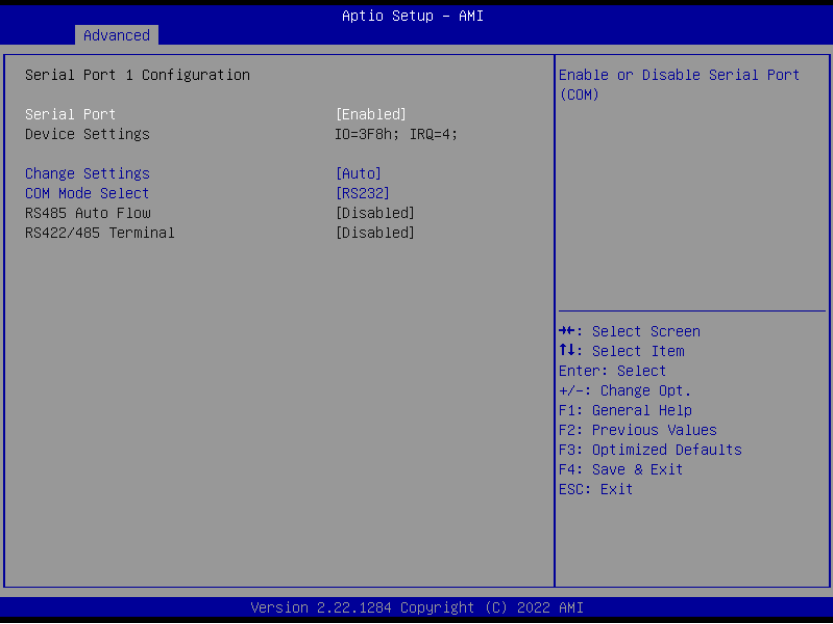 Aptio Setup – AMI
Advanced
Serial Port 1 Configuration
Serial Port [Enabled]
Device Settings IO=3F8h; IRQ=4;
Change Settings [Auto]
COM Mode Select [RS232]
RS485 Auto Flow [Disabled]
RS422/485 Terminal [Disabled]
Enable or Disable Serial Port
(COM)
→←: Select Screen
↑↓: Select Item
Enter: Select
+/-: Change Opt.
F1: General Help
F2: Previous Values
F3: Optimized Defaults
F4: Save & Exit
ESC: Exit
Version 2.22.1284 Copyright (C) 2022 AMI